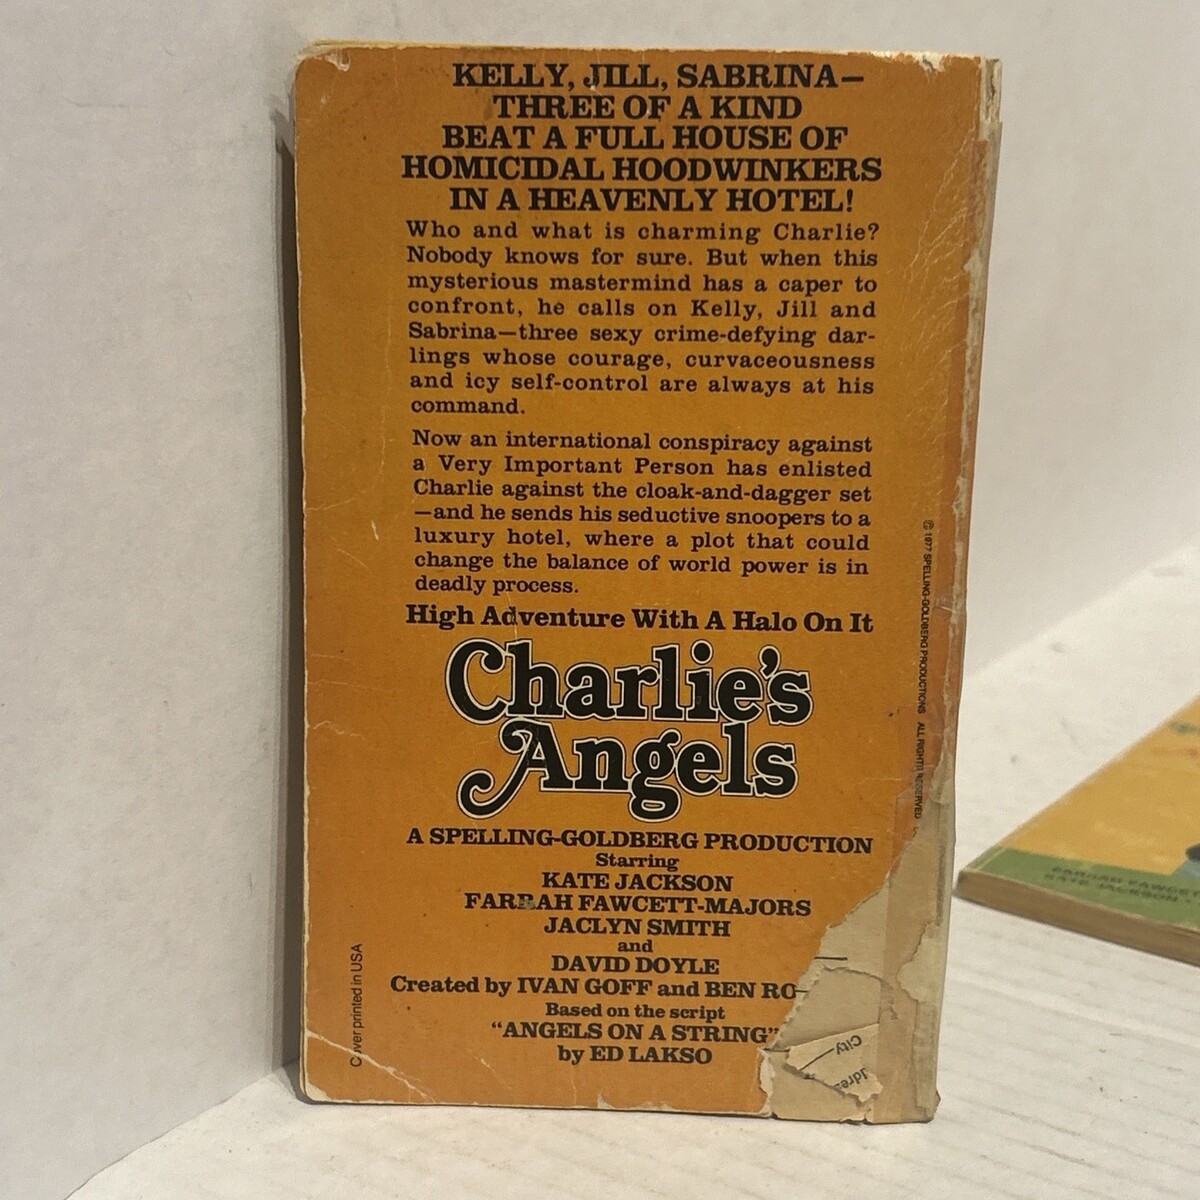 KELLY, JILL, SABRINA—
THREE OF A KIND
BEAT A FULL HOUSE OF
HOMICIDAL HOODWINKERS
IN A HEAVENLY HOTEL!
Who and what is charming Charlie?
Nobody knows for sure. But when this
mysterious mastermind has a caper to
confront, he calls on Kelly, Jill and
Sabrina—three sexy crime-defying dar-
lings whose courage, curvaceousness
and icy self-control are always at his
command.
Now an international conspiracy against
a Very Important Person has enlisted
Charlie against the cloak-and-dagger set
—and he sends his seductive snoopers to a
luxury hotel, where a plot that could
change the balance of world power is in
deadly process.
High Adventure With A Halo On It
Charlie's
Angels
A SPELLING-GOLDBERG PRODUCTION
Starring
KATE JACKSON
FARRAH FAWCETT-MAJORS
JACLYN SMITH
and
DAVID DOYLE
Created by IVAN GOFF and BEN RO
Based on the script
"ANGELS ON A STRING"
by ED LAKSO
Cover printed in USA
© 1977 SPELLING-GOLDBERG PRODUCTIONS ALL RIGHTS RESERVED
City
ddres
FARRAH FAWCET
KATE JACKSON